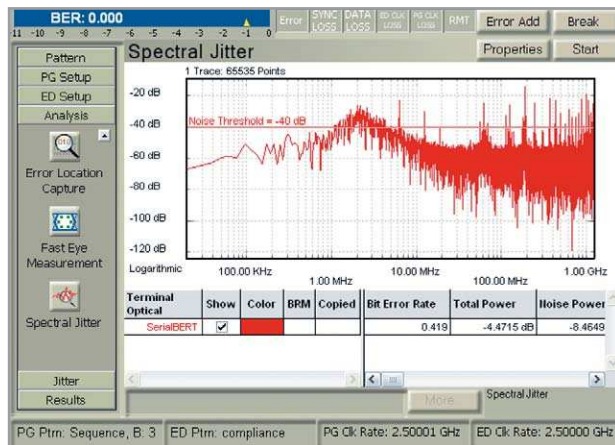 BER: 0.000
11 -10 -9 -8 -7 -6 -5 -4 -3 -2 -1 0
Error
SYNC LOSS
DATA LOSS
ED CLK LOSS
PG CLK LOSS
RMT
Error Add
Break
Pattern
PG Setup
ED Setup
Analysis
Error Location Capture
Fast Eye Measurement
Spectral Jitter
Jitter
Results
Spectral Jitter
Properties
Start
1 Trace: 65535 Points
-20 dB
-40 dB
-60 dB
-80 dB
-100 dB
-120 dB
Noise Threshold = -40 dB
Logarithmic
100.00 KHz
1.00 MHz
10.00 MHz
100.00 MHz
1.00 GHz
Terminal Optical Show Color BRM Copied Bit Error Rate Total Power Noise Power
SerialBERT 0.419 -4.4715 dB -8.4649
More...
Spectral Jitter
PG Ptrn: Sequence, B: 3
ED Ptrn: compliance
PG Clk Rate: 2.50001 GHz
ED Clk Rate: 2.50000 GHz